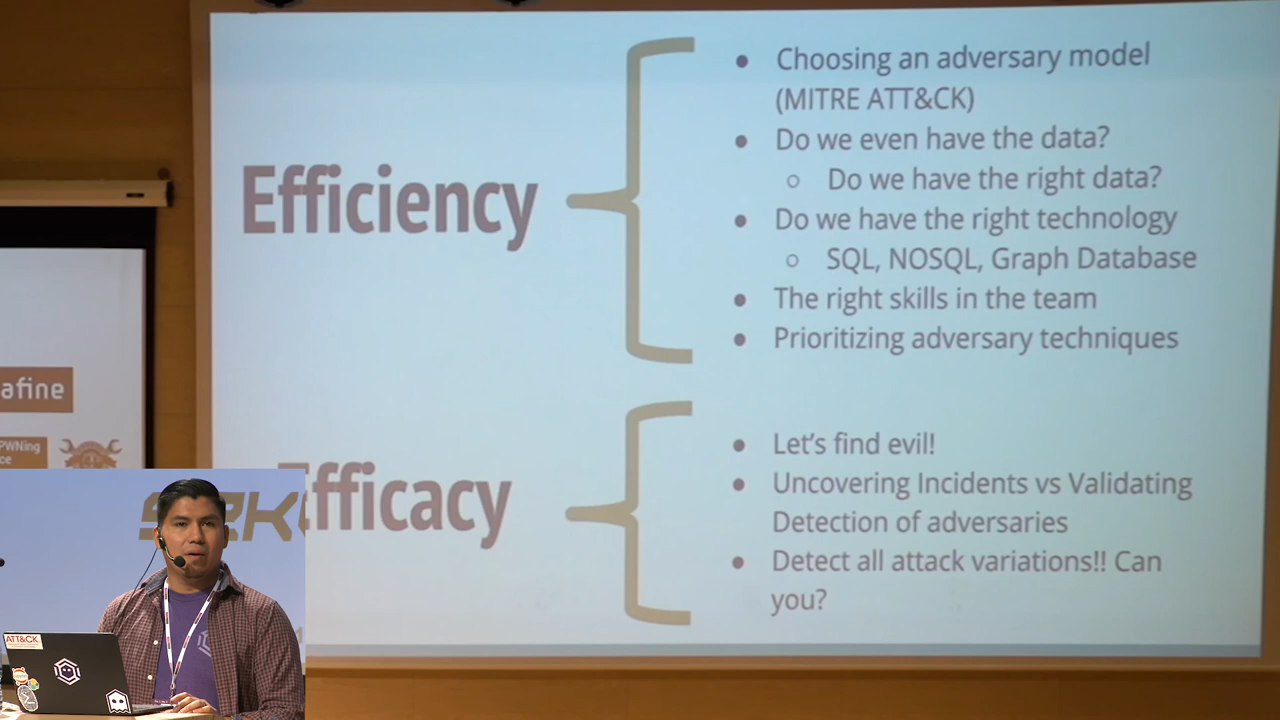 Efficiency
● Choosing an adversary model
(MITRE ATT&CK)
● Do we even have the data?
○ Do we have the right data?
● Do we have the right technology
○ SQL, NOSQL, Graph Database
● The right skills in the team
● Prioritizing adversary techniques
Efficacy
● Let's find evil!
● Uncovering Incidents vs Validating
Detection of adversaries
● Detect all attack variations!! Can
you?
afine
PWNing
ce
ATT&CK